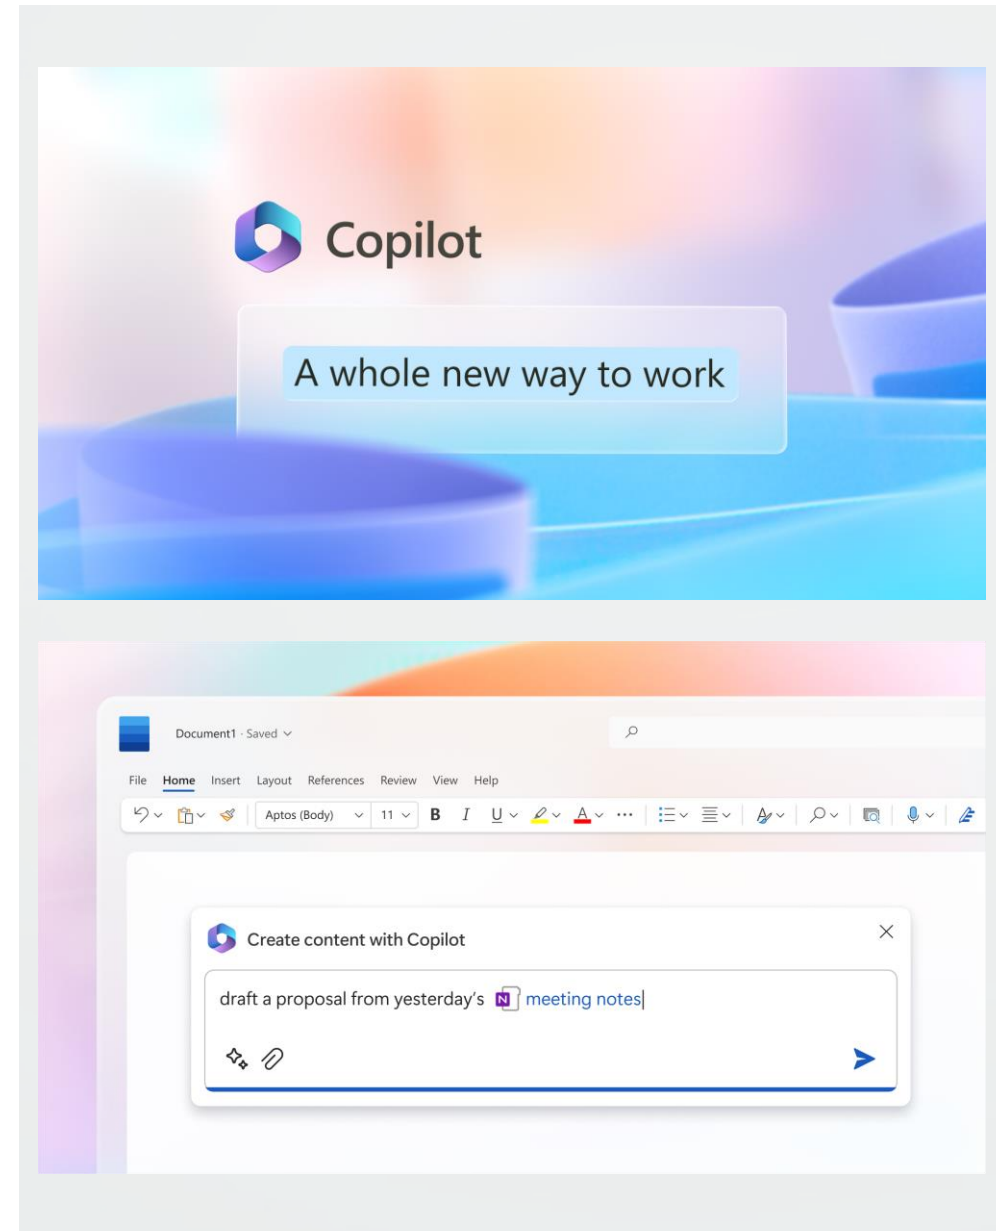 Copilot
A whole new way to work
Document1 · Saved
File Home Insert Layout References Review View Help
Aptos (Body) 11 B I U A
Create content with Copilot
draft a proposal from yesterday's N meeting notes